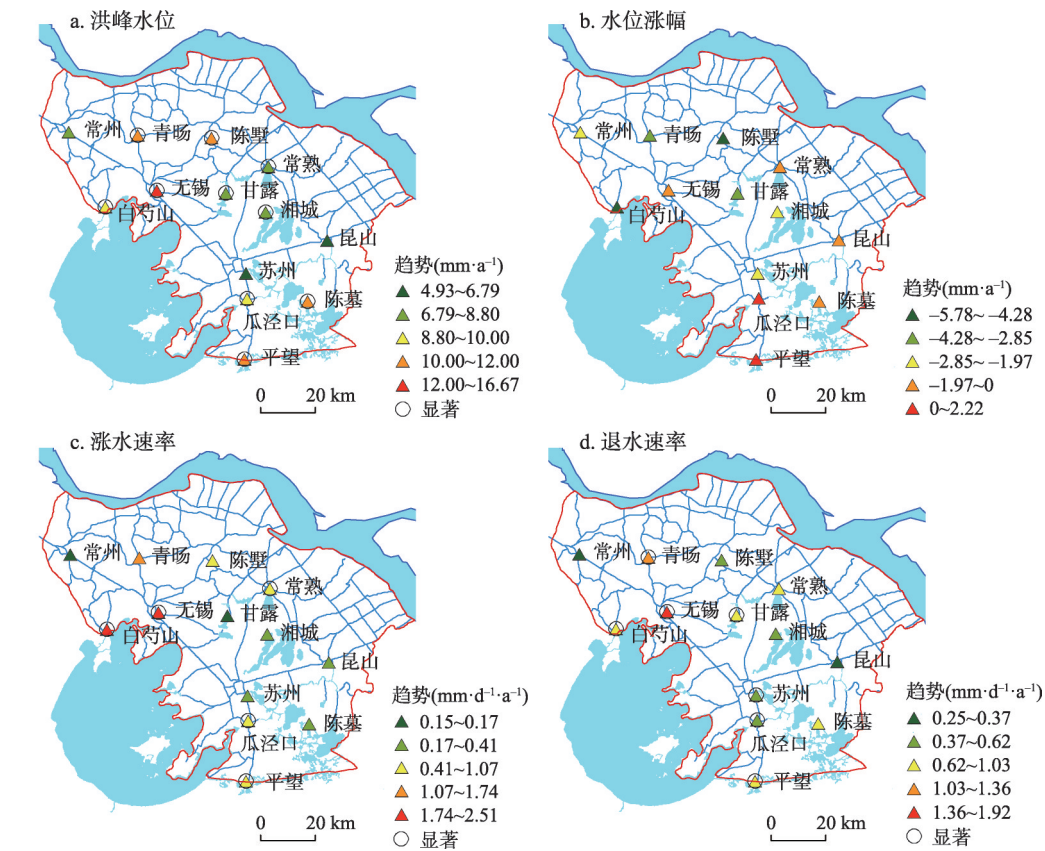 a. 洪峰水位
常州
青旸
陈墅
常熟
无锡
甘露
白芍山
湘城
昆山
苏州
陈墓
瓜泾口
平望
趋势(mm·a⁻¹)
4.93~6.79
6.79~8.80
8.80~10.00
10.00~12.00
12.00~16.67
显著
0 20 km
b. 水位涨幅
常州
青旸
陈墅
常熟
无锡
甘露
白芍山
湘城
昆山
苏州
陈墓
瓜泾口
平望
趋势(mm·a⁻¹)
−5.78~ −4.28
−4.28~ −2.85
−2.85~ −1.97
−1.97~0
0~2.22
0 20 km
c. 涨水速率
常州
青旸
陈墅
常熟
无锡
甘露
白芍山
湘城
昆山
苏州
陈墓
瓜泾口
平望
趋势(mm·d⁻¹·a⁻¹)
0.15~0.17
0.17~0.41
0.41~1.07
1.07~1.74
1.74~2.51
显著
0 20 km
d. 退水速率
常州
青旸
陈墅
常熟
无锡
甘露
白芍山
湘城
昆山
苏州
陈墓
瓜泾口
平望
趋势(mm·d⁻¹·a⁻¹)
0.25~0.37
0.37~0.62
0.62~1.03
1.03~1.36
1.36~1.92
显著
0 20 km